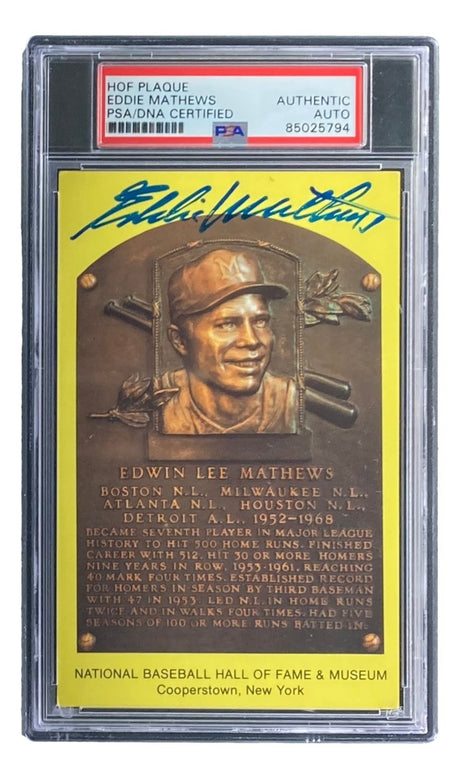 HOF PLAQUE
EDDIE MATHEWS AUTHENTIC
PSA/DNA CERTIFIED AUTO
PSA 85025794
Eddie Mathews
M
EDWIN LEE MATHEWS
BOSTON N.L., MILWAUKEE N.L.,
ATLANTA N.L., HOUSTON N.L.,
DETROIT A.L., 1952-1968
BECAME SEVENTH PLAYER IN MAJOR LEAGUE
HISTORY TO HIT 500 HOME RUNS. FINISHED
CAREER WITH 512. HIT 30 OR MORE HOMERS
NINE YEARS IN ROW, 1953-1961, REACHING
40 MARK FOUR TIMES. ESTABLISHED RECORD
FOR HOMERS IN SEASON BY THIRD BASEMAN
WITH 47 IN 1953. LED N.L. IN HOME RUNS
TWICE AND IN WALKS FOUR TIMES. HAD FIVE
SEASONS OF 100 OR MORE RUNS BATTED IN.
NATIONAL BASEBALL HALL OF FAME & MUSEUM
Cooperstown, New York